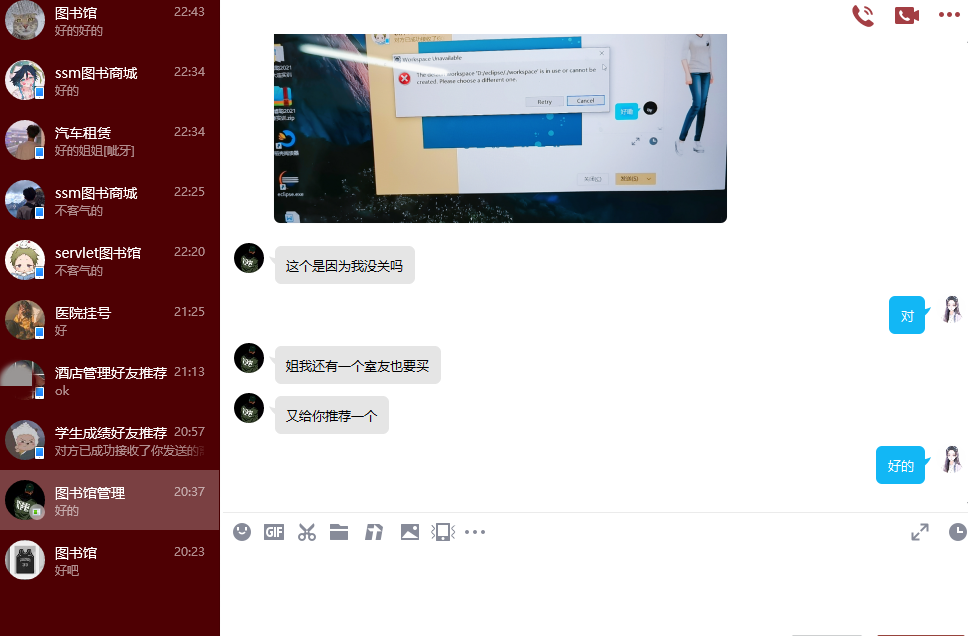 图书馆
22:43
好的好的
ssm图书商城
22:34
好的
汽车租赁
22:34
好的姐姐[呲牙]
ssm图书商城
22:25
不客气的
servlet图书馆
22:20
不客气的
医院挂号
21:25
好
酒店管理好友推荐
21:13
ok
学生成绩好友推荐
20:57
对方已成功接收了你发送的
图书馆管理
20:37
好的
图书馆
20:23
好吧
Workspace Unavailable
workspace 'D:/eclipse/./workspace' is in use or cannot be
created. Please choose a different one.
Retry
Cancel
eclipse.exe
这个是因为我没关吗
对
姐我还有一个室友也要买
又给你推荐一个
好的
GIF